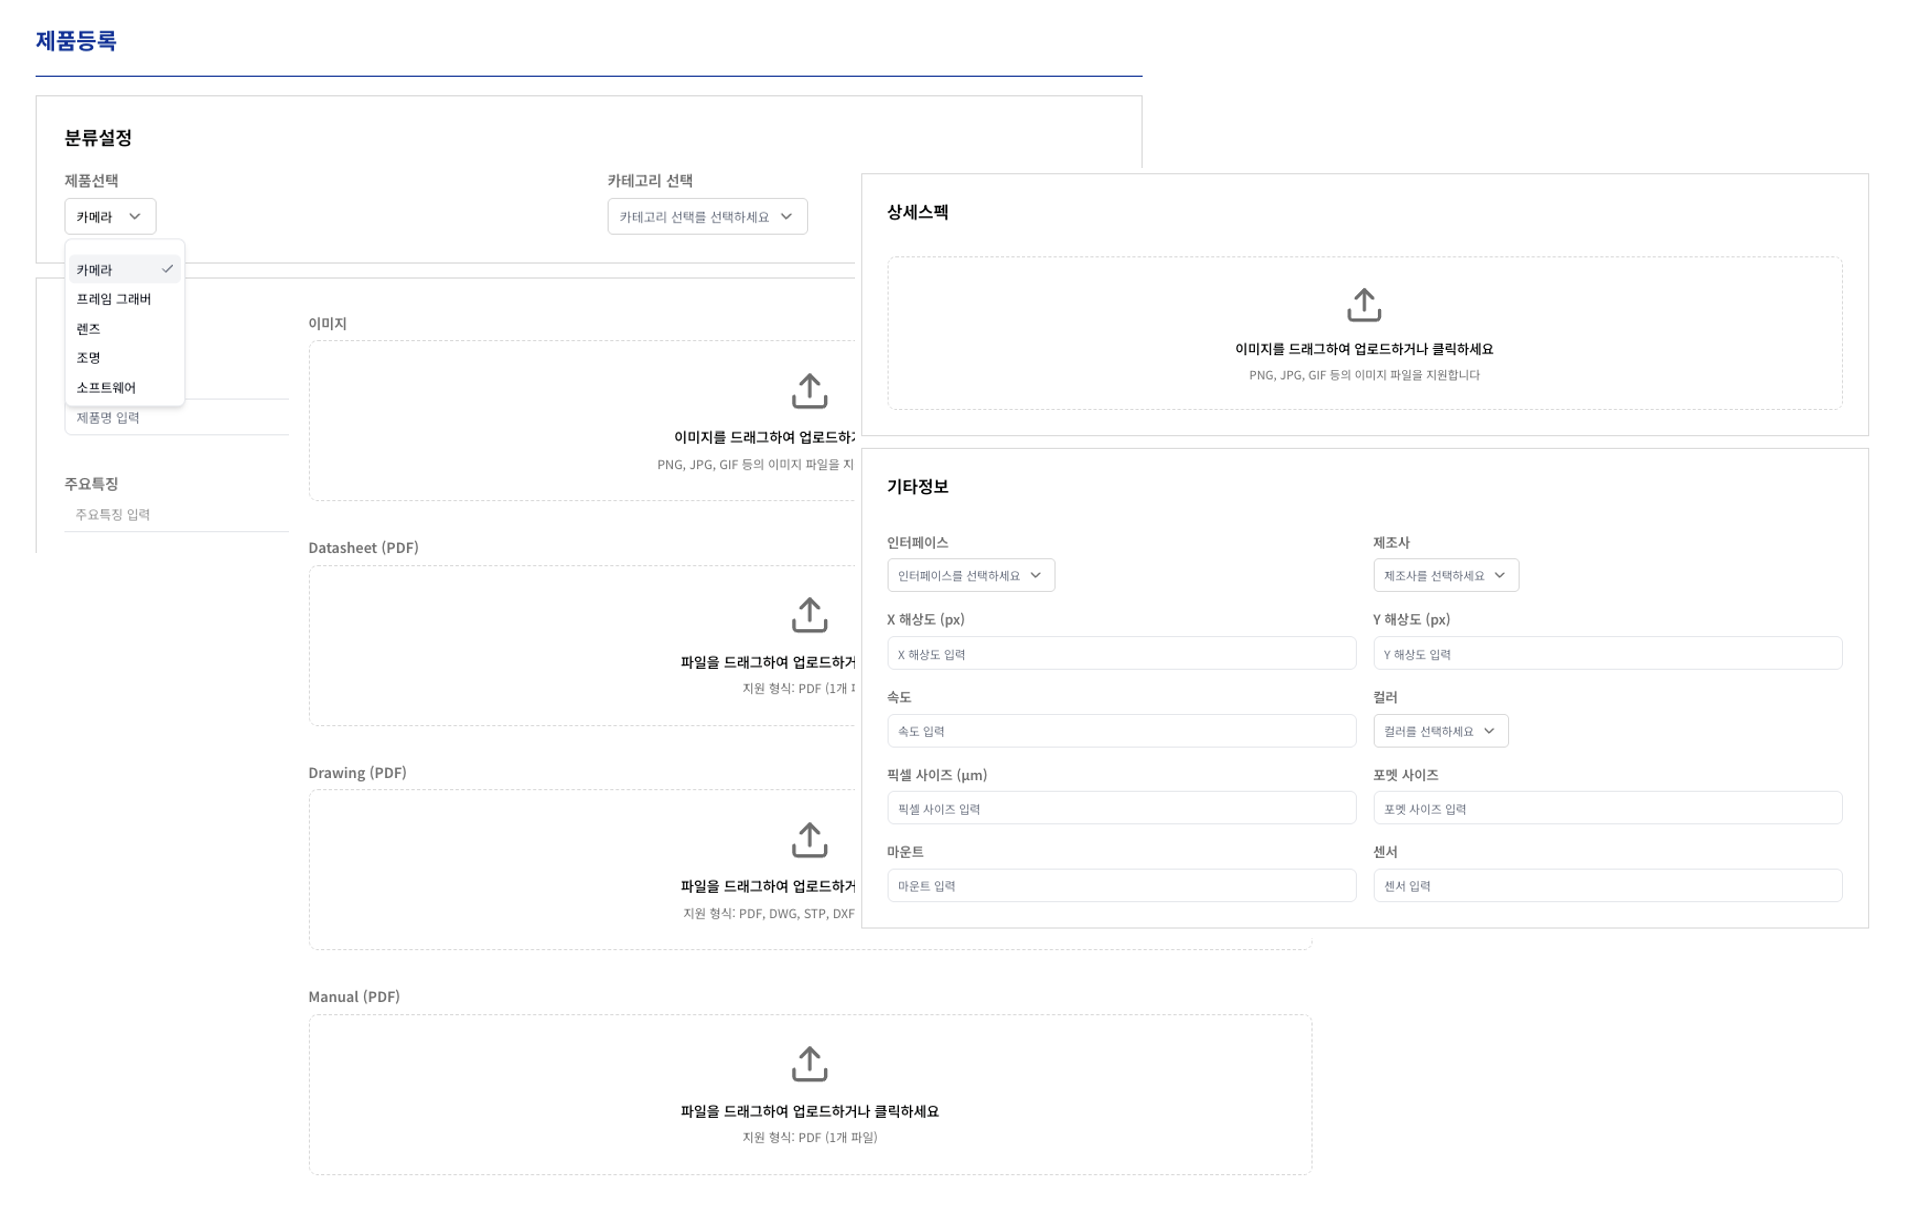 제품등록
분류설정
제품선택
카메라
카메라
프레임 그래버
렌즈
조명
소프트웨어
카테고리 선택
카테고리 선택를 선택하세요
제품명 입력
주요특징
주요특징 입력
이미지
이미지를 드래그하여 업로드하
PNG, JPG, GIF 등의 이미지 파일을 지
Datasheet (PDF)
파일을 드래그하여 업로드하거
지원 형식: PDF (1개
Drawing (PDF)
파일을 드래그하여 업로드하거
지원 형식: PDF, DWG, STP, DXF
Manual (PDF)
파일을 드래그하여 업로드하거나 클릭하세요
지원 형식: PDF (1개 파일)
상세스펙
이미지를 드래그하여 업로드하거나 클릭하세요
PNG, JPG, GIF 등의 이미지 파일을 지원합니다
기타정보
인터페이스
인터페이스를 선택하세요
제조사
제조사를 선택하세요
X 해상도 (px)
X 해상도 입력
Y 해상도 (px)
Y 해상도 입력
속도
속도 입력
컬러
컬러를 선택하세요
픽셀 사이즈 (μm)
픽셀 사이즈 입력
포멧 사이즈
포멧 사이즈 입력
마운트
마운트 입력
센서
센서 입력